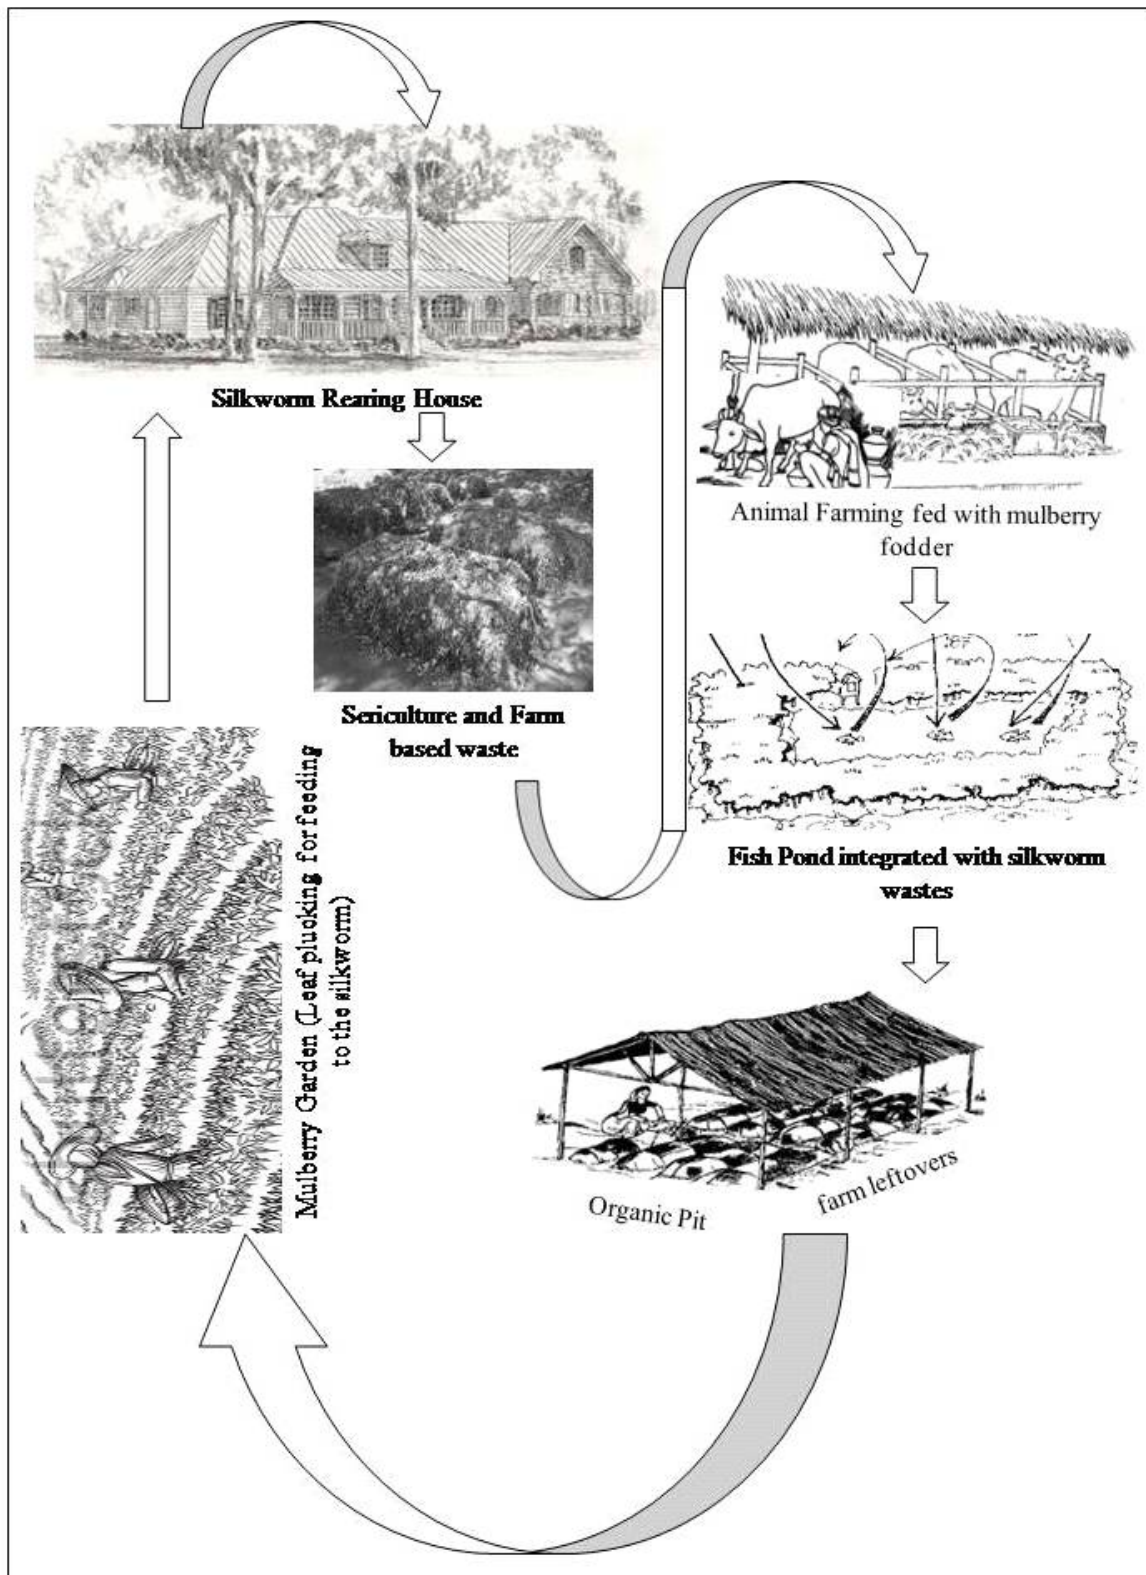 Silkworm Rearing House
Animal Farming fed with mulberry
fodder
Sericulture and Farm
based waste
Mulberry Garden (Leaf plucking for feeding
to the silkworm)
Fish Pond integrated with silkworm
wastes
Organic Pit
farm leftovers